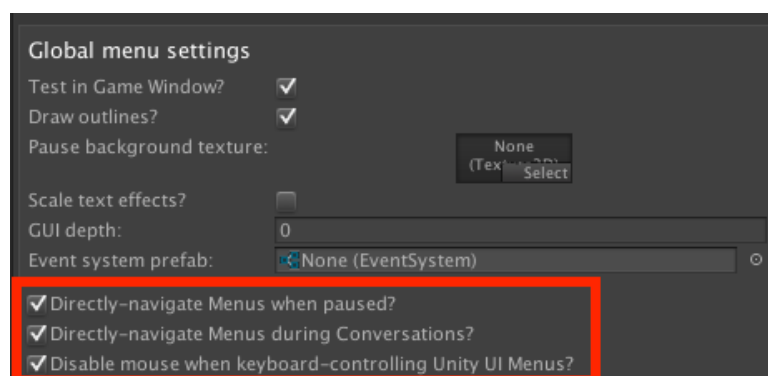 Global menu settings
Test in Game Window?
Draw outlines?
Pause background texture:
None
Select
Scale text effects?
GUI depth: 0
Event system prefab: None (EventSystem)
Directly-navigate Menus when paused?
Directly-navigate Menus during Conversations?
Disable mouse when keyboard-controlling Unity UI Menus?